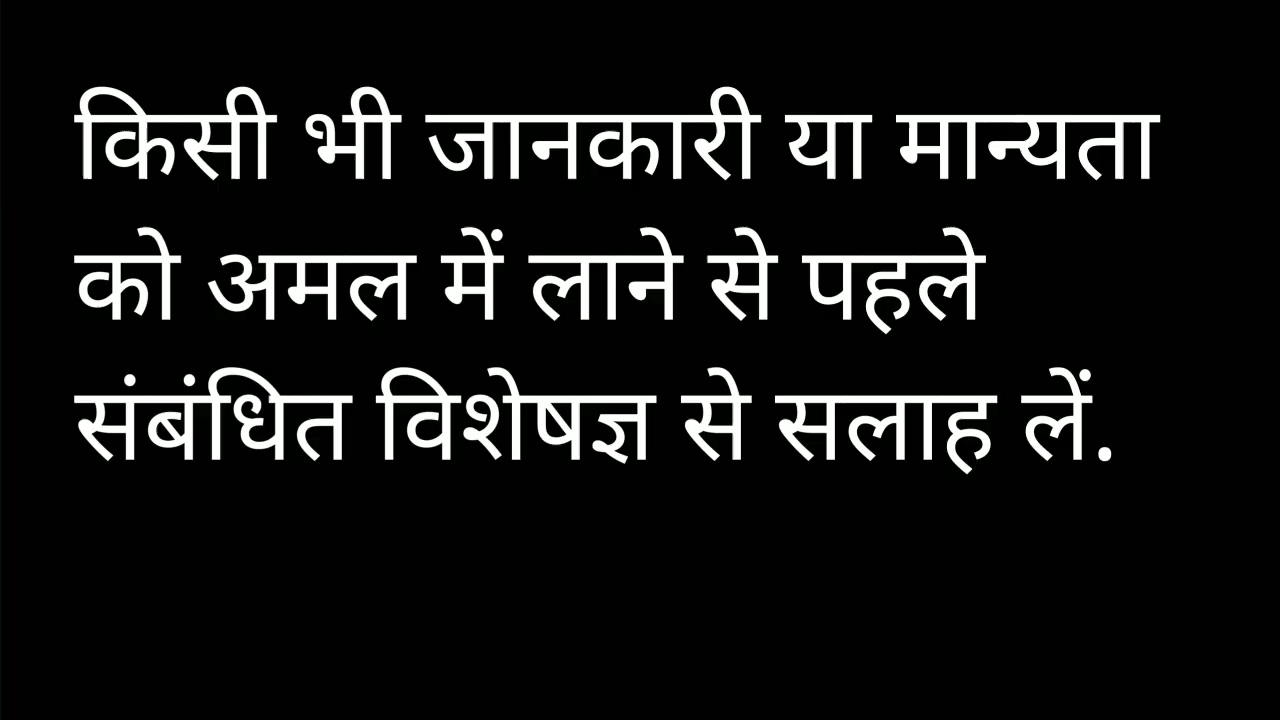 किसी भी जानकारी या मान्यता
को अमल में लाने से पहले
संबंधित विशेषज्ञ से सलाह लें.